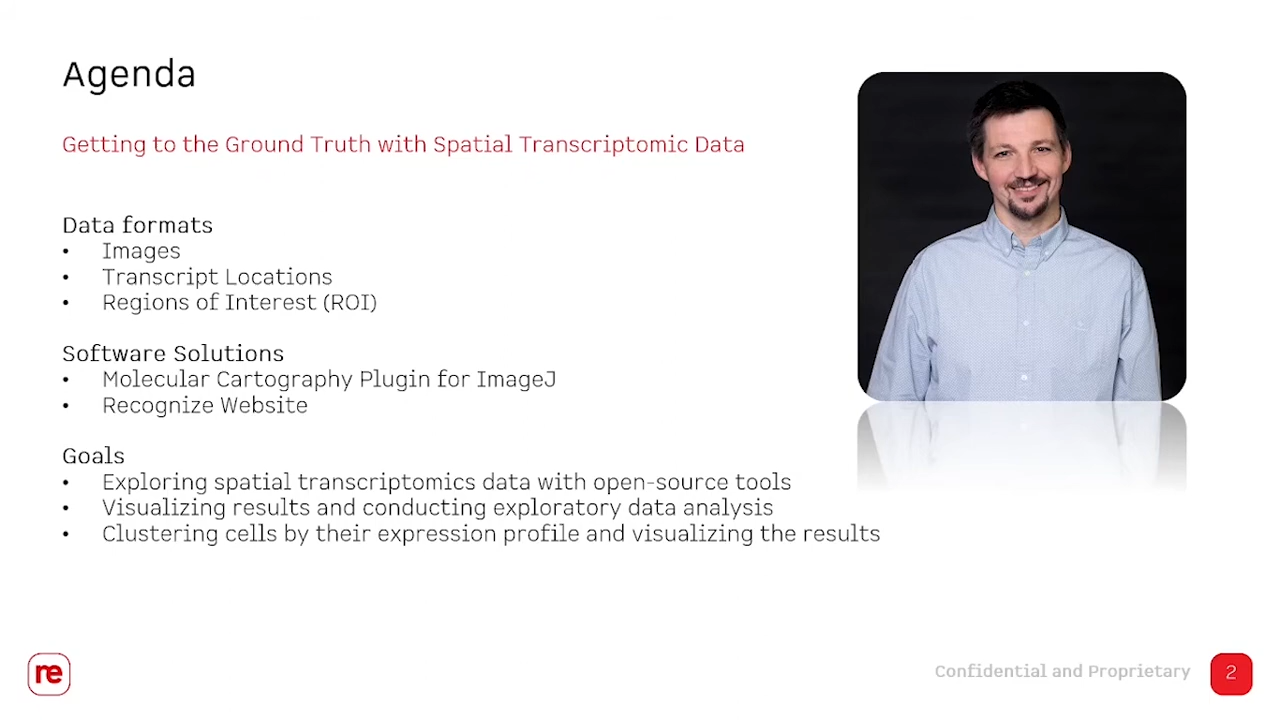 Agenda
Getting to the Ground Truth with Spatial Transcriptomic Data
Data formats
• Images
• Transcript Locations
• Regions of Interest (ROI)
Software Solutions
• Molecular Cartography Plugin for ImageJ
• Recognize Website
Goals
• Exploring spatial transcriptomics data with open-source tools
• Visualizing results and conducting exploratory data analysis
• Clustering cells by their expression profile and visualizing the results
re
Confidential and Proprietary
2